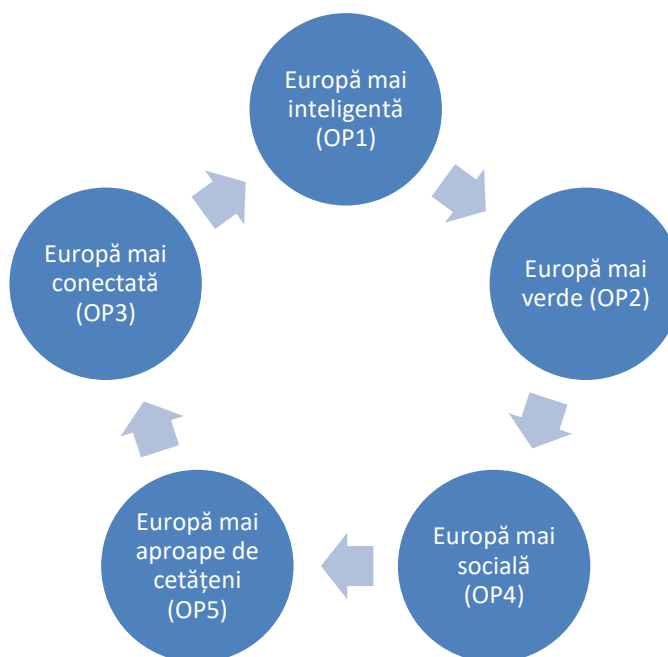 Europă mai
inteligentă
(OP1)
Europă mai
verde (OP2)
Europă mai
socială
(OP4)
Europă mai
aproape de
cetățeni
(OP5)
Europă mai
conectată
(OP3)